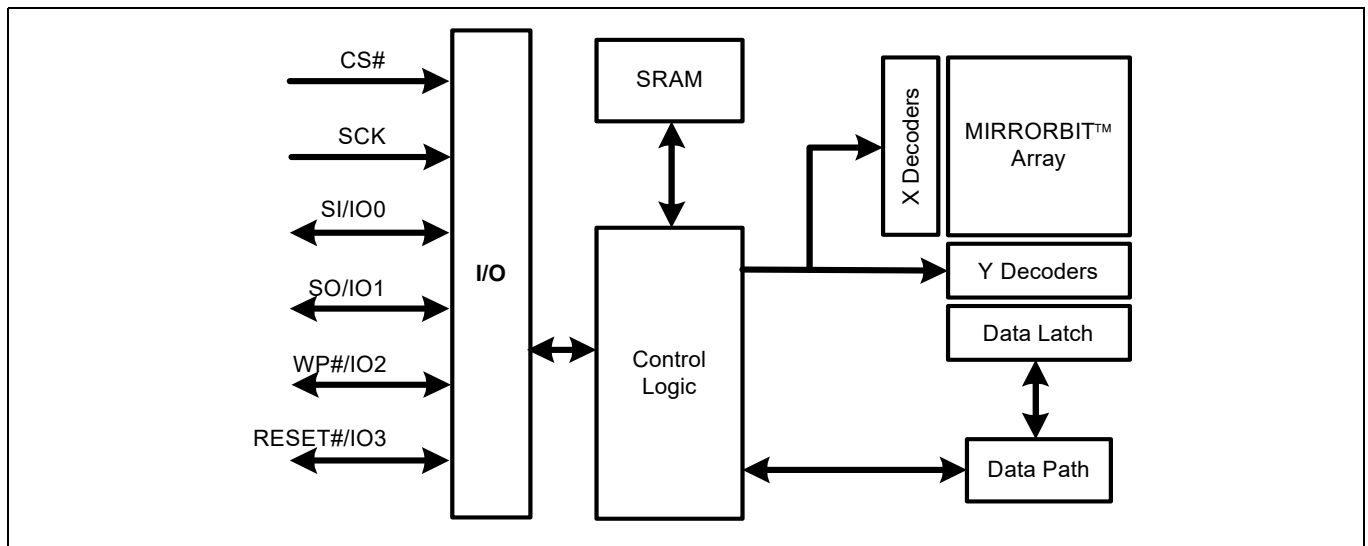 CS#
SCK
SI/IO0
SO/IO1
WP#/IO2
RESET#/IO3
I/O
SRAM
Control
Logic
X Decoders
MIRRORBIT™
Array
Y Decoders
Data Latch
Data Path